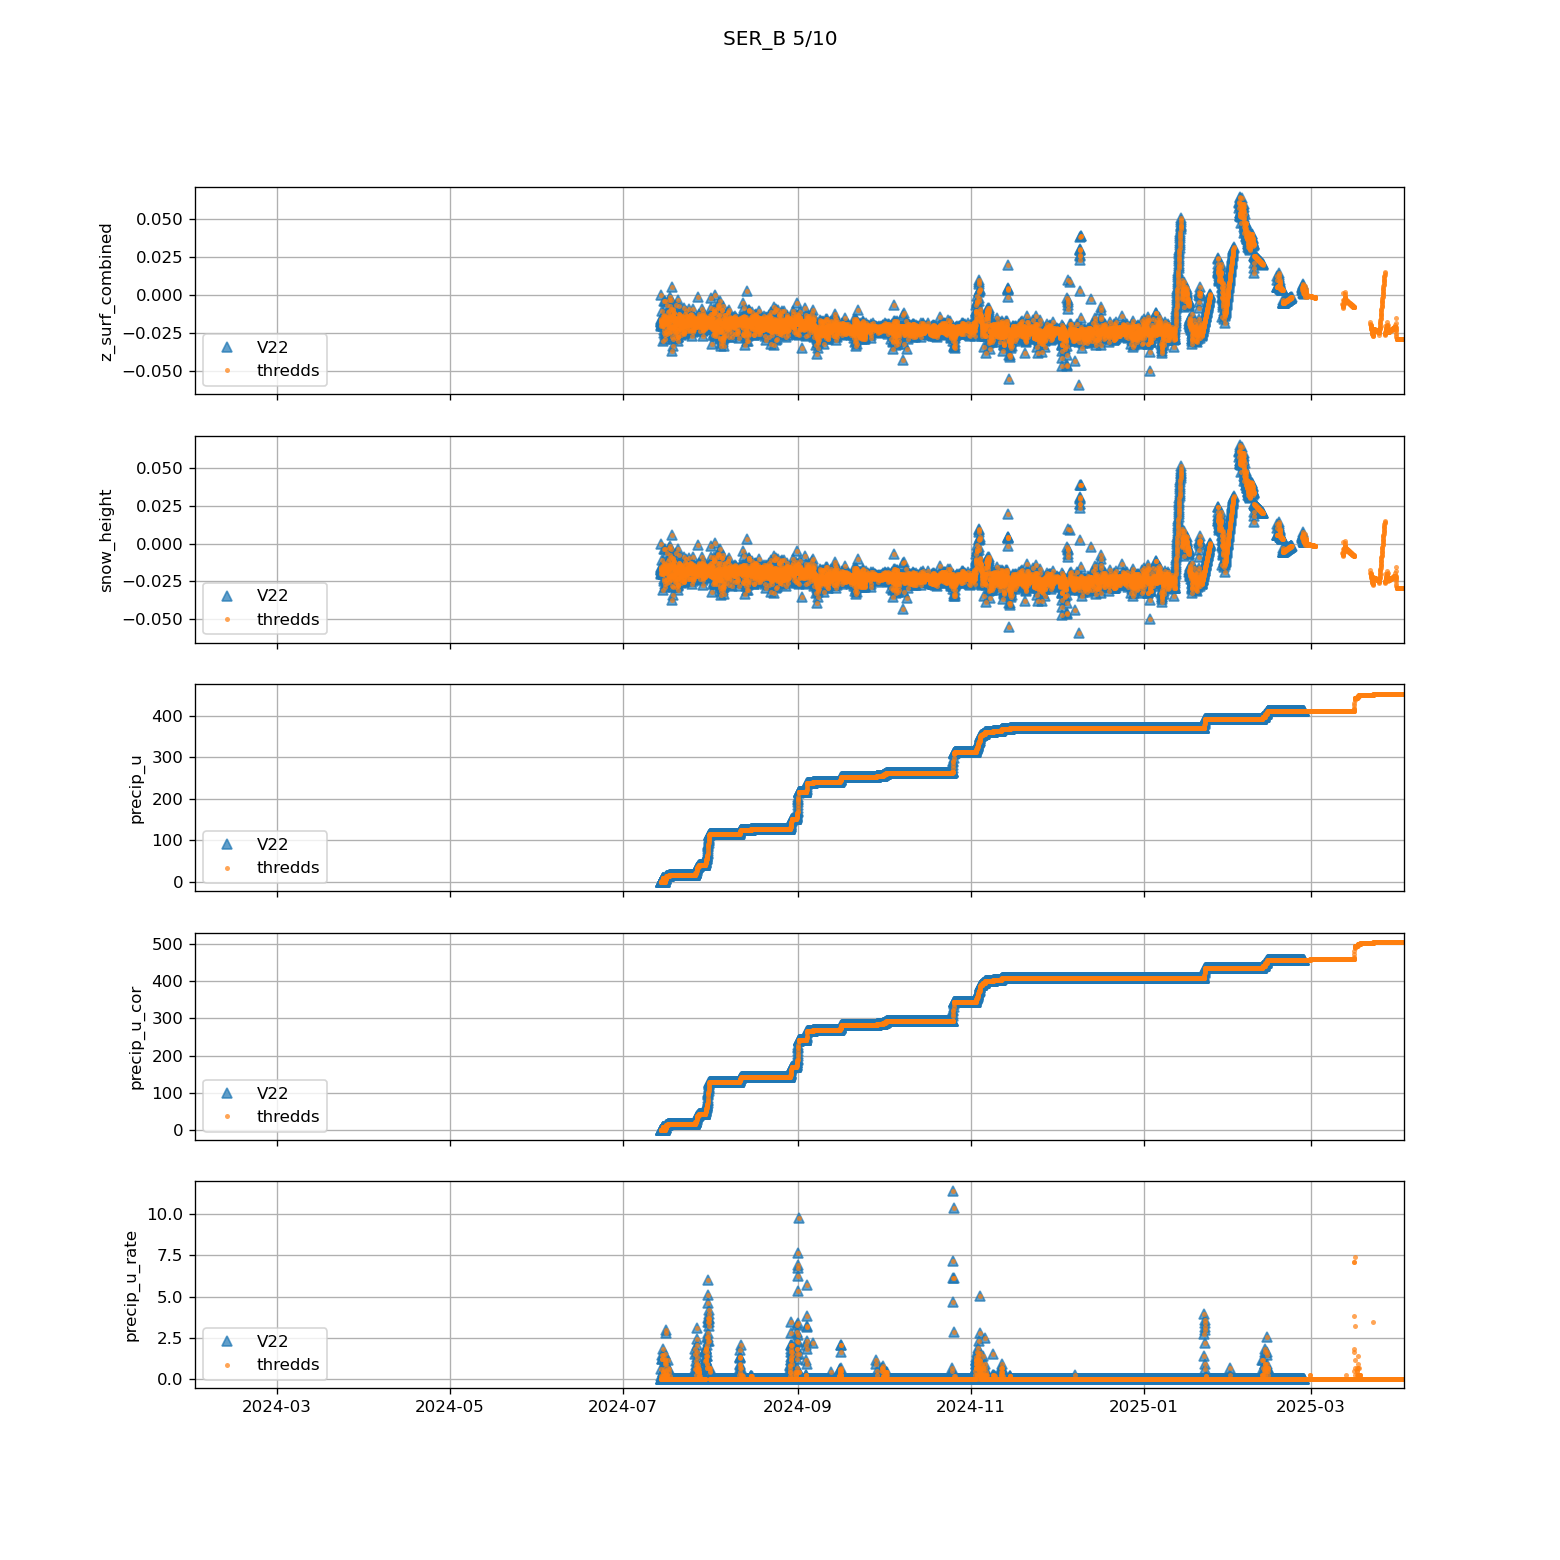 SER_B 5/10
z_surf_combined
0.050
0.025
0.000
−0.025
−0.050
V22
thredds
snow_height
0.050
0.025
0.000
−0.025
−0.050
V22
thredds
precip_u
400
300
200
100
0
V22
thredds
precip_u_cor
500
400
300
200
100
0
V22
thredds
precip_u_rate
10.0
7.5
5.0
2.5
0.0
V22
thredds
2024-03 2024-05 2024-07 2024-09 2024-11 2025-01 2025-03